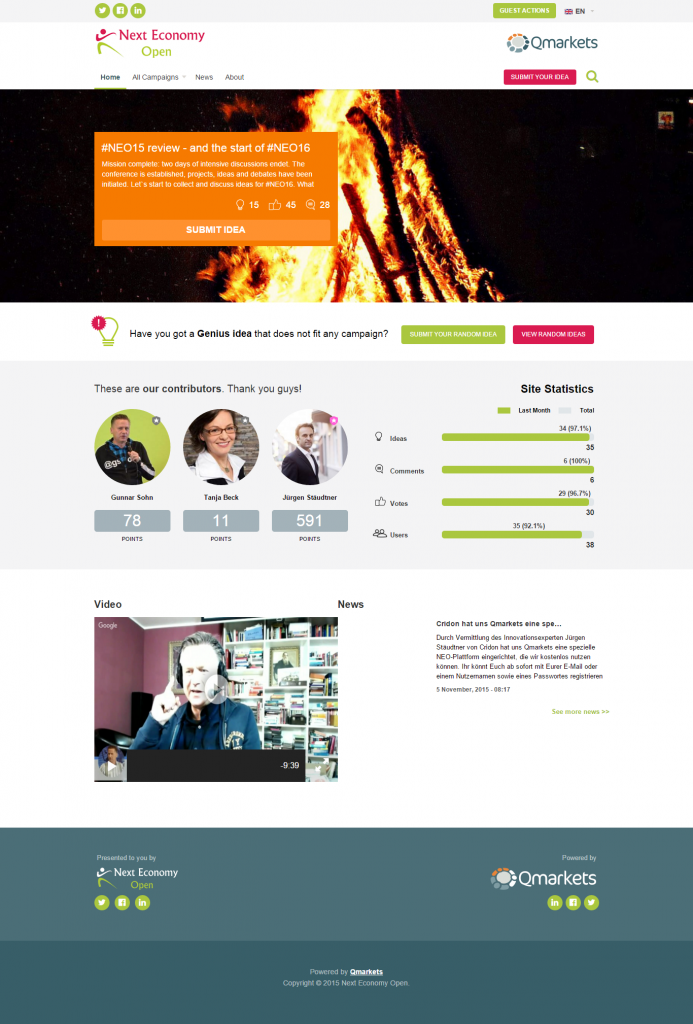 GUEST ACTIONS
EN
Next Economy
Open
Qmarkets
Home
All Campaigns
News
About
SUBMIT YOUR IDEA
#NEO15 review - and the start of #NEO16
Mission complete: two days of intensive discussions endet. The
conference is established, projects, ideas and debates have been
initiated. Let´s start to collect and discuss ideas for #NEO16. What
15
45
28
SUBMIT IDEA
Have you got a Genius idea that does not fit any campaign?
SUBMIT YOUR RANDOM IDEA
VIEW RANDOM IDEAS
These are our contributors. Thank you guys!
@gs
Gunnar Sohn
Tanja Beck
Jürgen Stäudtner
78
11
591
POINTS
POINTS
POINTS
Site Statistics
Last Month
Total
34 (97.1%)
Ideas
35
6 (100%)
Comments
6
29 (96.7%)
Votes
30
35 (92.1%)
Users
38
Video
Google
-9:39
News
Cridon hat uns Qmarkets eine spe...
Durch Vermittlung des Innovationsexperten Jürgen
Stäudtner von Cridon hat uns Qmarkets eine spezielle
NEO-Plattform eingerichtet, die wir kostenlos nutzen
können. Ihr könnt Euch ab sofort mit Eurer E-Mail oder
einem Nutzernamen sowie eines Passwortes registrieren
5 November, 2015 - 08:17
See more news >>
Presented to you by
Next Economy
Open
Powered by
Qmarkets
Powered by Qmarkets
Copyright © 2015 Next Economy Open.